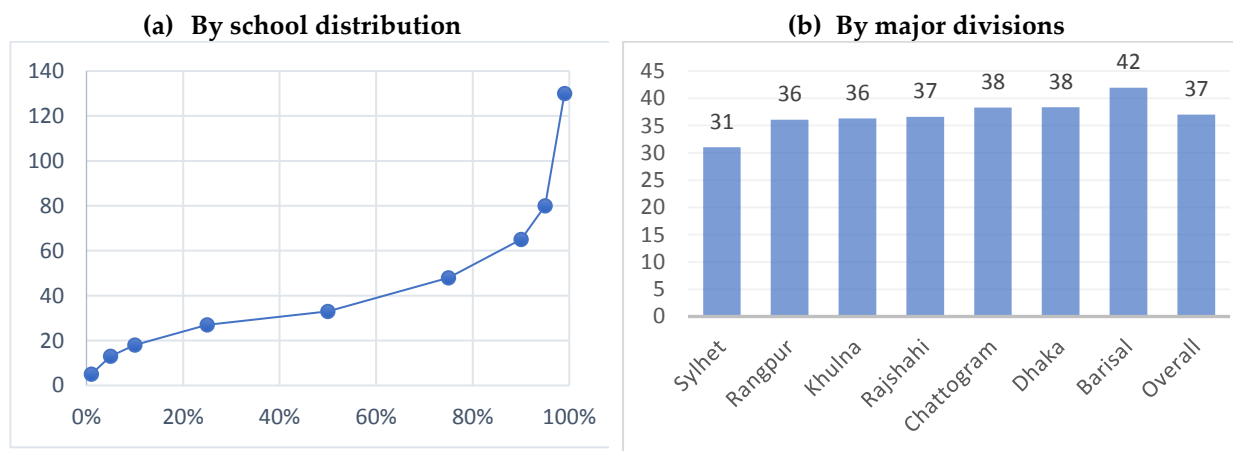 (a) By school distribution
140
120
100
80
60
40
20
0
0% 20% 40% 60% 80% 100%
(b) By major divisions
45
40
35
30
25
20
15
10
5
0
31 36 36 37 38 38 42 37
Sylhet
Rangpur
Khulna
Rajshahi
Chattogram
Dhaka
Barisal
Overall